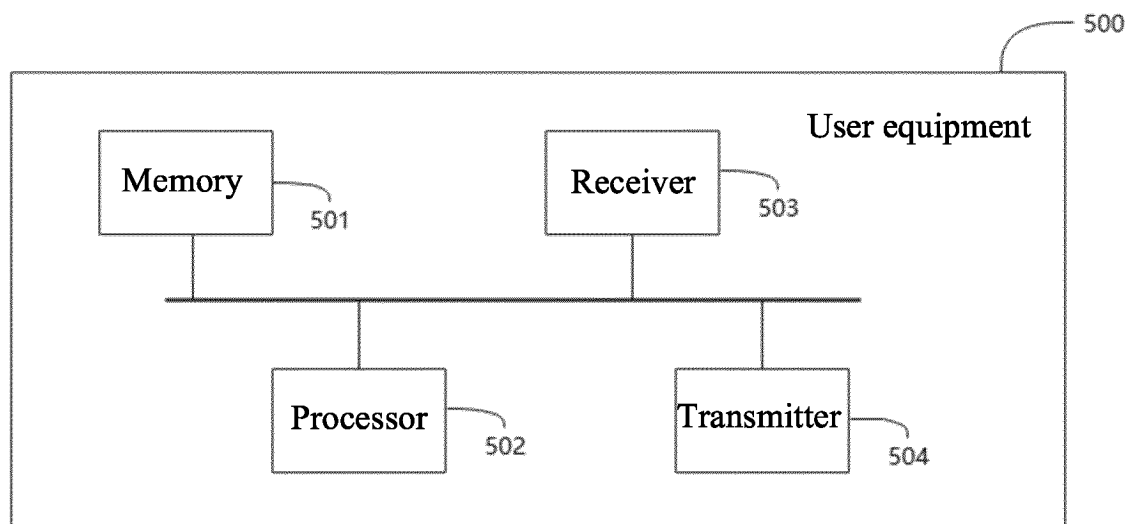 500
User equipment
Memory
501
Receiver
503
Processor
502
Transmitter
504